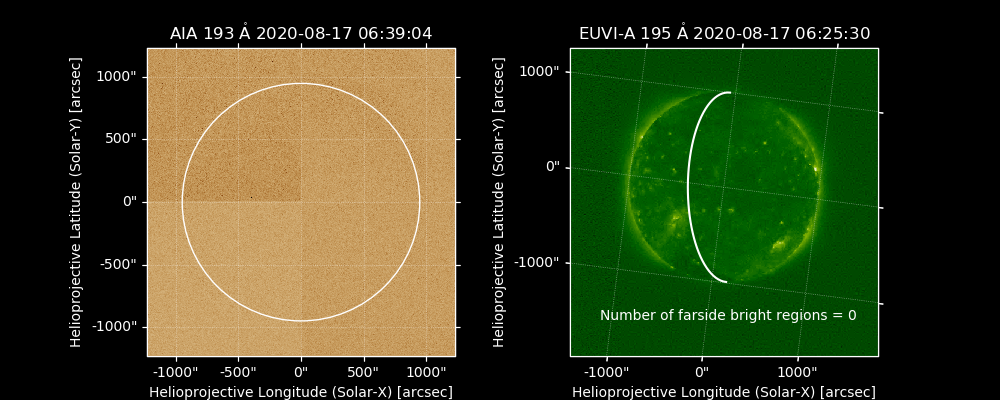 AIA 193 Å 2020-08-17 06:39:04
1000"
500"
0"
-500"
-1000"
-1000"
-500"
0"
500"
1000"
Helioprojective Latitude (Solar-Y) [arcsec]
Helioprojective Longitude (Solar-X) [arcsec]
EUVI-A 195 Å 2020-08-17 06:25:30
1000"
0"
-1000"
Number of farside bright regions = 0
-1000"
0"
1000"
Helioprojective Latitude (Solar-Y) [arcsec]
Helioprojective Longitude (Solar-X) [arcsec]